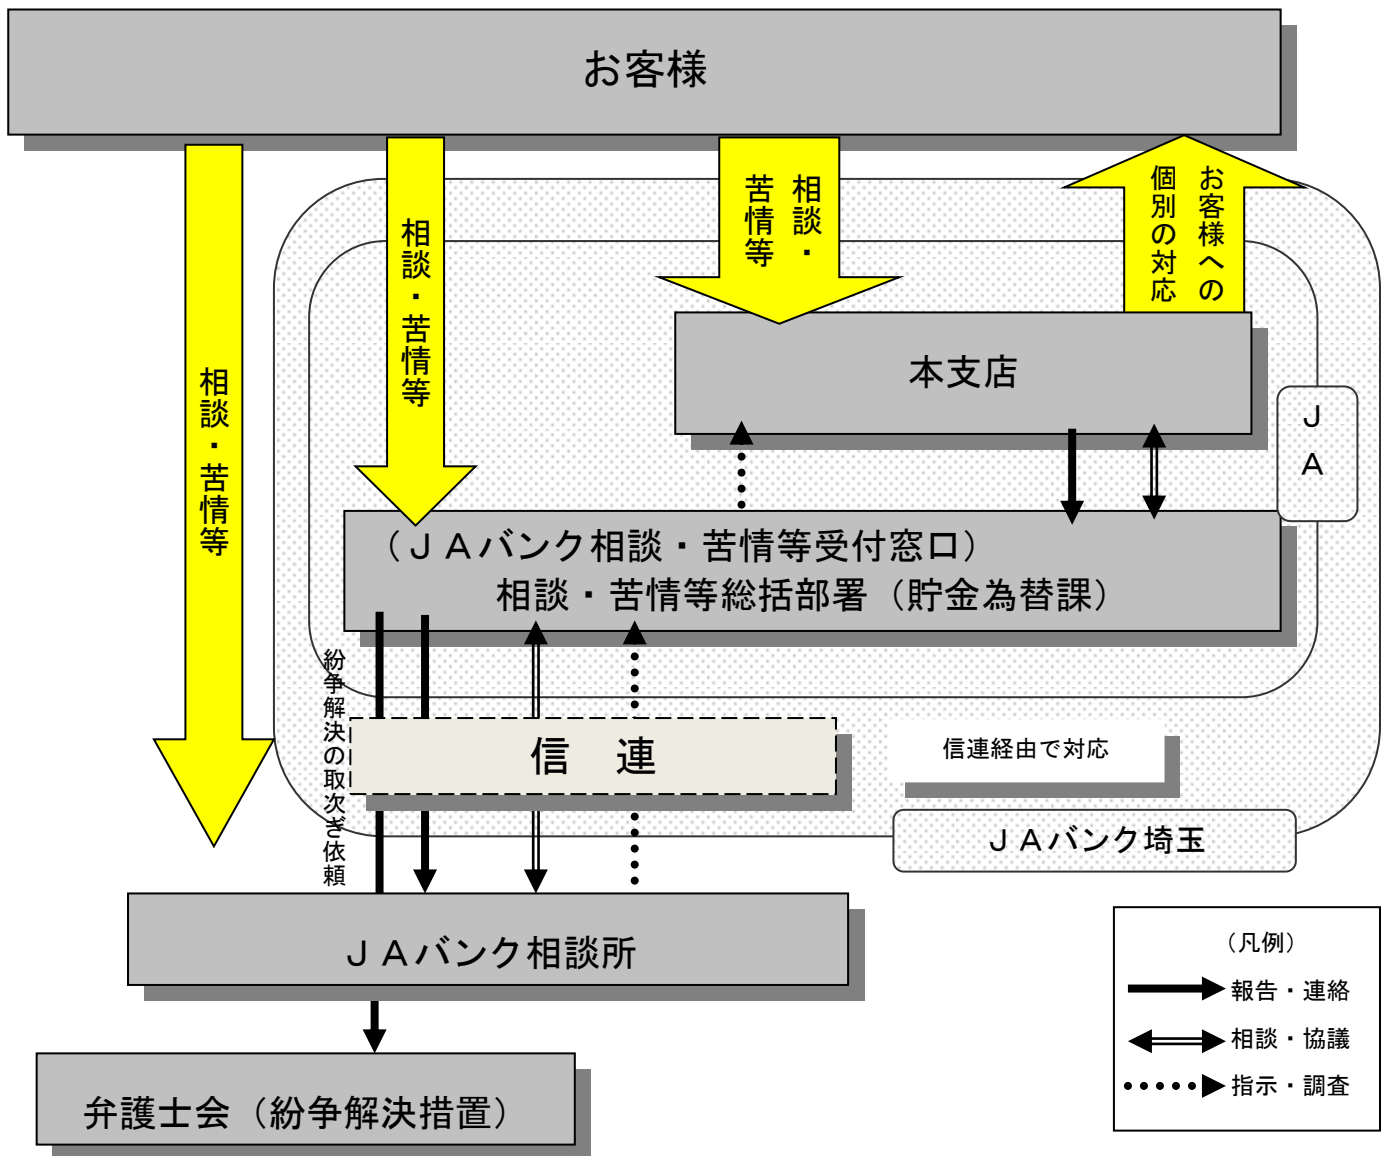 お客様
相談・苦情等
相談・苦情等
相談・
苦情等
お客様への
個別の対応
本支店
ＪＡ
（ＪＡバンク相談・苦情等受付窓口）
相談・苦情等総括部署（貯金為替課）
紛争解決の取次ぎ依頼
信　連
信連経由で対応
ＪＡバンク埼玉
ＪＡバンク相談所
弁護士会（紛争解決措置）
（凡例）
報告・連絡
相談・協議
指示・調査